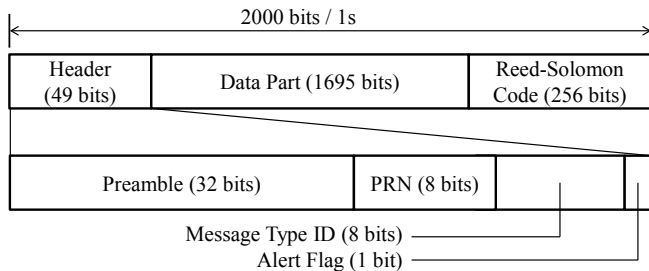 2000 bits / 1s
Header
(49 bits)
Data Part (1695 bits)
Reed-Solomon
Code (256 bits)
Preamble (32 bits)
PRN (8 bits)
Message Type ID (8 bits)
Alert Flag (1 bit)